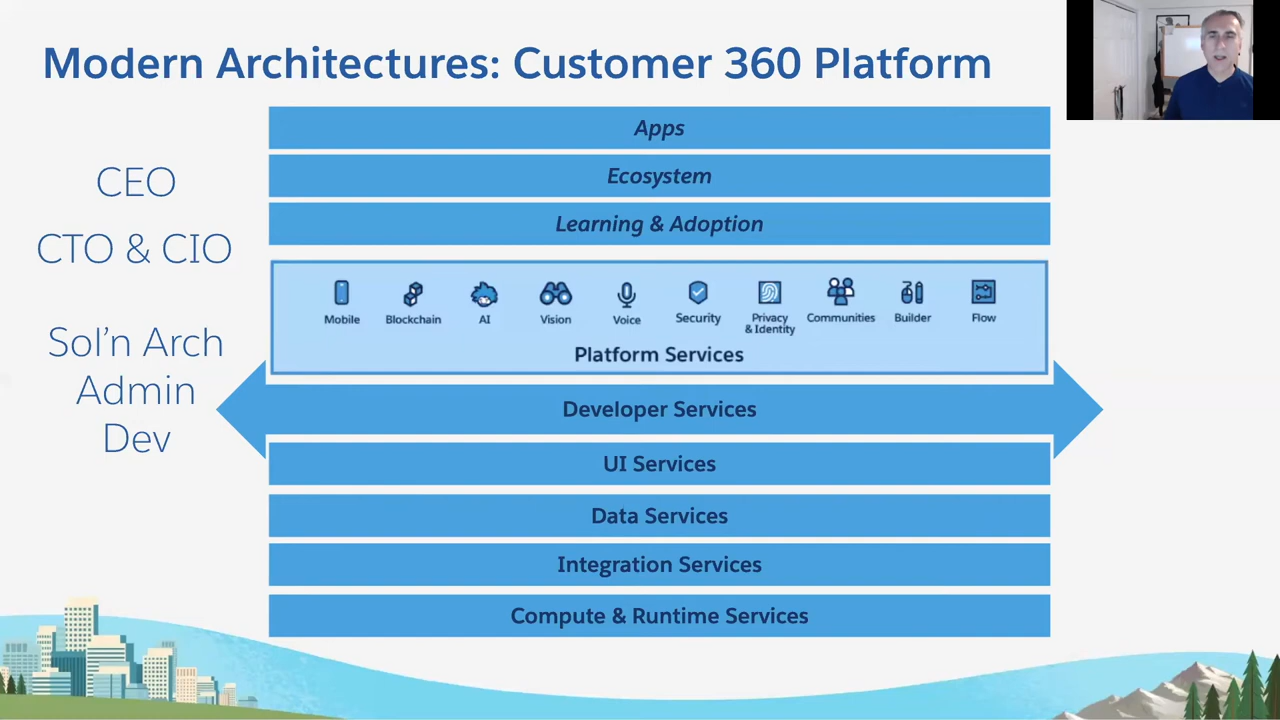 Modern Architectures: Customer 360 Platform
CEO
CTO & CIO
Sol’n Arch
Admin
Dev
Apps
Ecosystem
Learning & Adoption
Mobile
Blockchain
AI
Vision
Voice
Security
Privacy
& Identity
Communities
Builder
Flow
Platform Services
Developer Services
UI Services
Data Services
Integration Services
Compute & Runtime Services